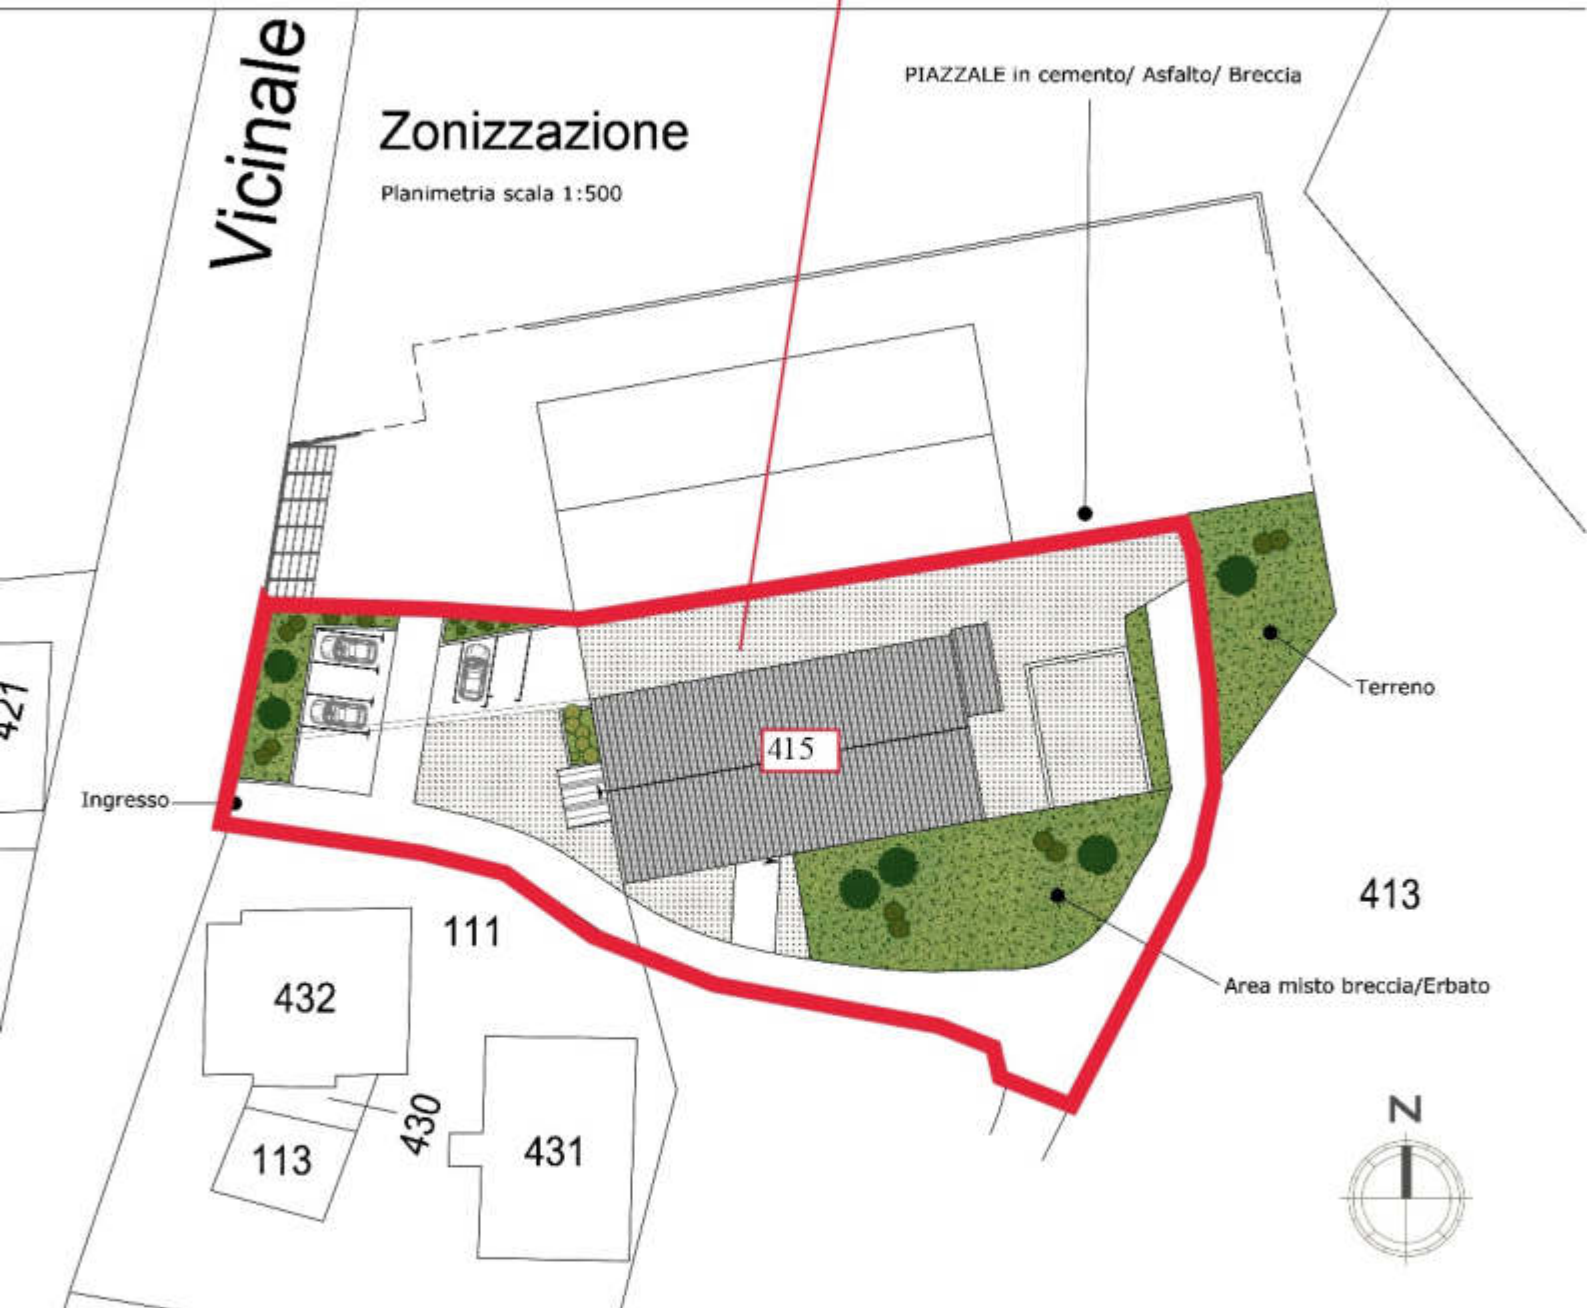 Vicinale
PIAZZALE in cemento/ Asfalto/ Breccia
Zonizzazione
Planimetria scala 1:500
421
415
Terreno
Ingresso
413
111
Area misto breccia/Erbato
432
N
430
431
113